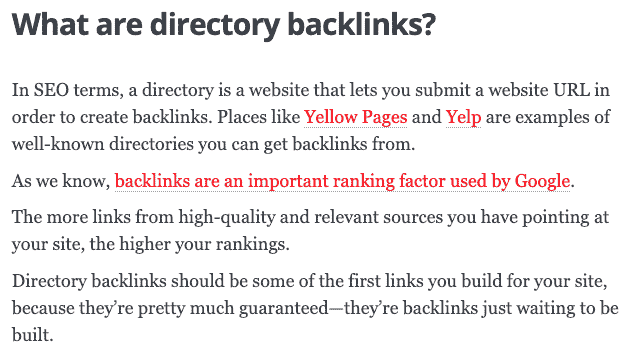 What are directory backlinks?
In SEO terms, a directory is a website that lets you submit a website URL in
order to create backlinks. Places like Yellow Pages and Yelp are examples of
well-known directories you can get backlinks from.
As we know, backlinks are an important ranking factor used by Google.
The more links from high-quality and relevant sources you have pointing at
your site, the higher your rankings.
Directory backlinks should be some of the first links you build for your site,
because they’re pretty much guaranteed—they’re backlinks just waiting to be
built.